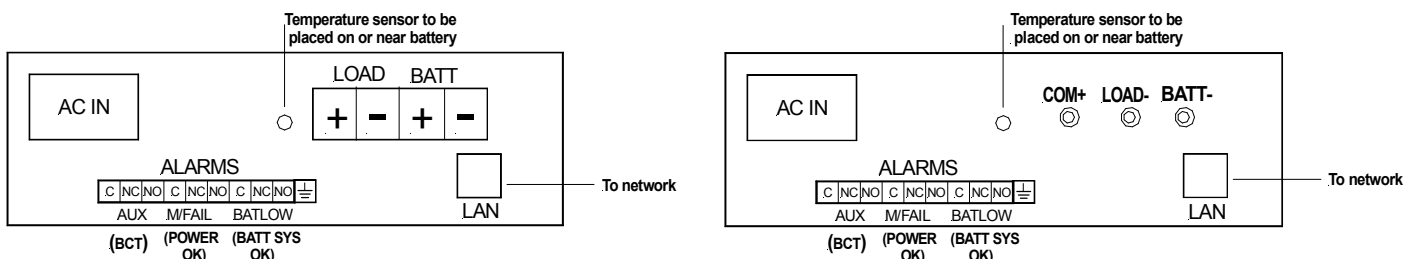 Temperature sensor to be
placed on or near battery
LOAD BATT
AC IN
+ - + -
ALARMS
C NC NO C NC NO C NC NO
AUX M/FAIL BATLOW
(BCT) (POWER OK) (BATT SYS OK)
LAN
To network
Temperature sensor to be
placed on or near battery
COM+ LOAD- BATT-
AC IN
ALARMS
C NC NO C NC NO C NC NO
AUX M/FAIL BATLOW
(BCT) (POWER OK) (BATT SYS OK)
LAN
To network